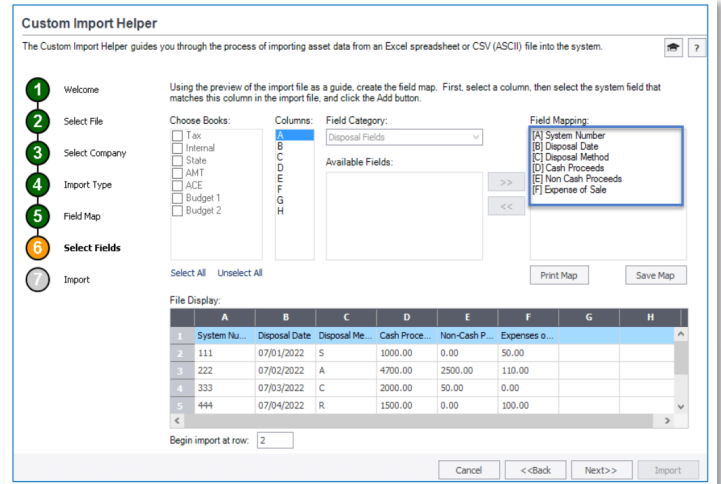 Custom Import Helper
The Custom Import Helper guides you through the process of importing asset data from an Excel spreadsheet or CSV (ASCII) file into the system.
?
1 Welcome
2 Select File
3 Select Company
4 Import Type
5 Field Map
6 Select Fields
7 Import
Using the preview of the import file as a guide, create the field map. First, select a column, then select the system field that
matches this column in the import file, and click the Add button.
Choose Books:
Tax
Internal
State
AMT
ACE
Budget 1
Budget 2
Select All Unselect All
Columns:
A
B
C
D
E
F
G
H
Field Category:
Disposal Fields
Available Fields:
>>
<<
Field Mapping:
[A] System Number
[B] Disposal Date
[C] Disposal Method
[D] Cash Proceeds
[E] Non Cash Proceeds
[F] Expense of Sale
Print Map Save Map
File Display:
A B C D E F G H
1 System Nu... Disposal Date Disposal Me... Cash Proce... Non-Cash P... Expenses o...
2 111 07/01/2022 S 1000.00 0.00 50.00
3 222 07/02/2022 A 4700.00 2500.00 110.00
4 333 07/03/2022 C 2000.00 50.00 0.00
5 444 07/04/2022 R 1500.00 0.00 100.00
Begin import at row: 2
Cancel <<Back Next>> Import